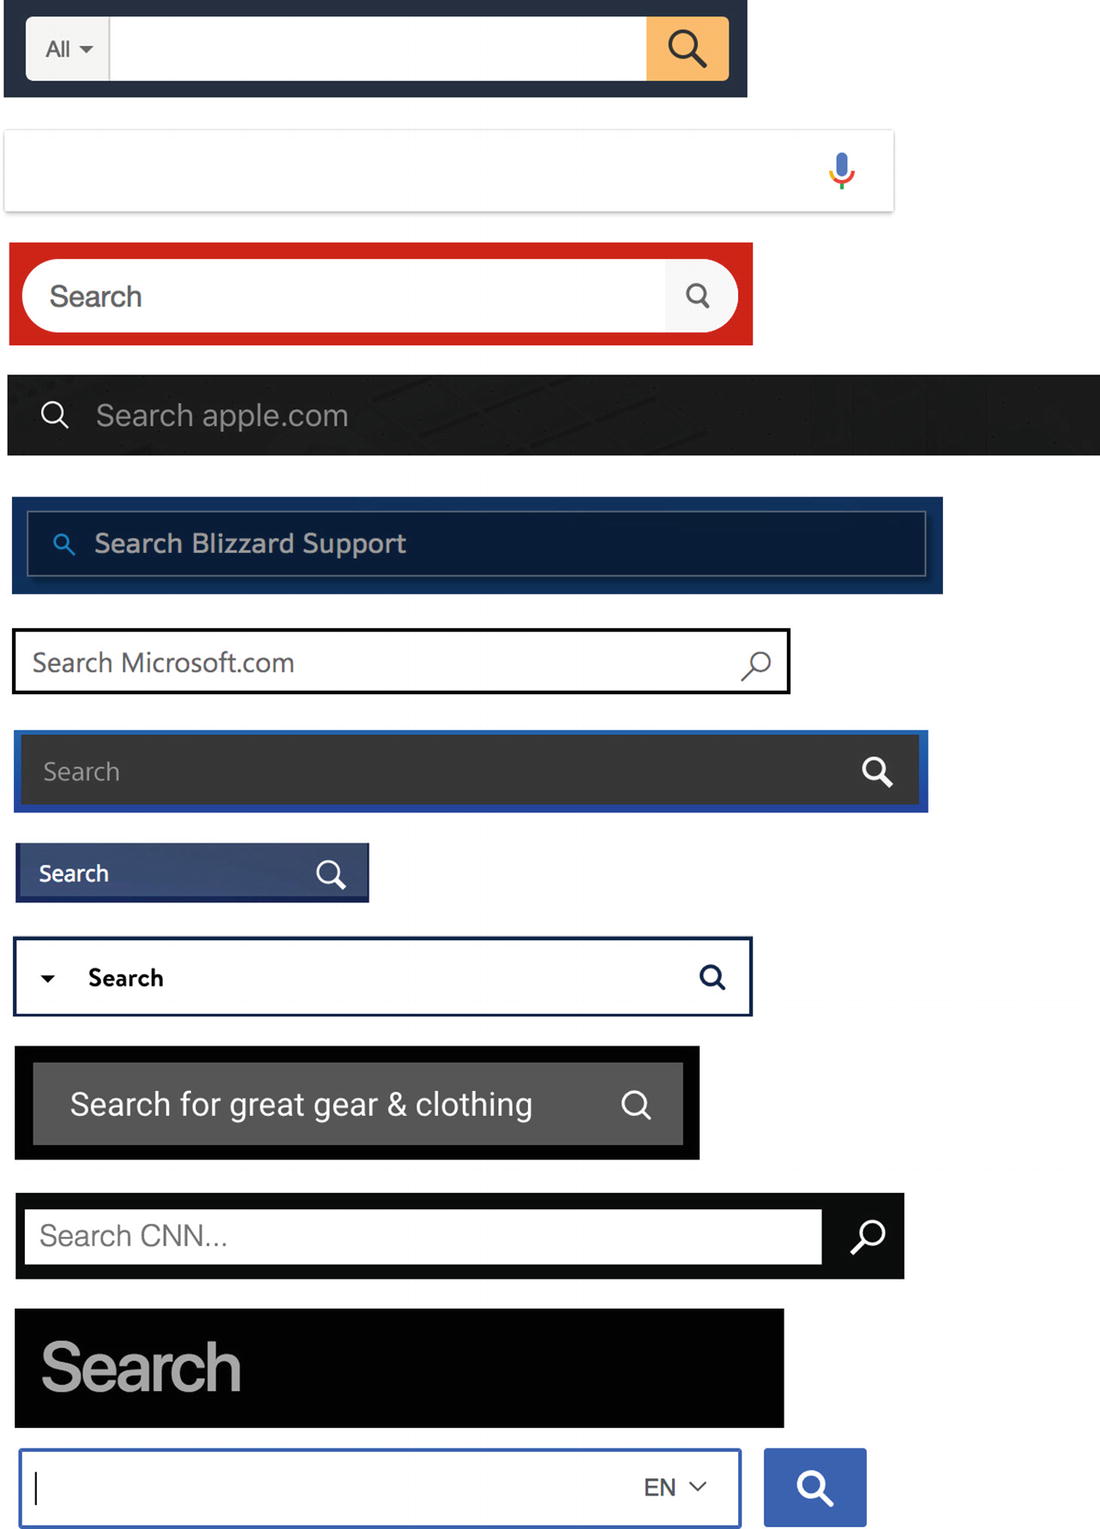 All
Search
Search apple.com
Search Blizzard Support
Search Microsoft.com
Search
Search
Search
Search for great gear & clothing
Search CNN...
Search
EN